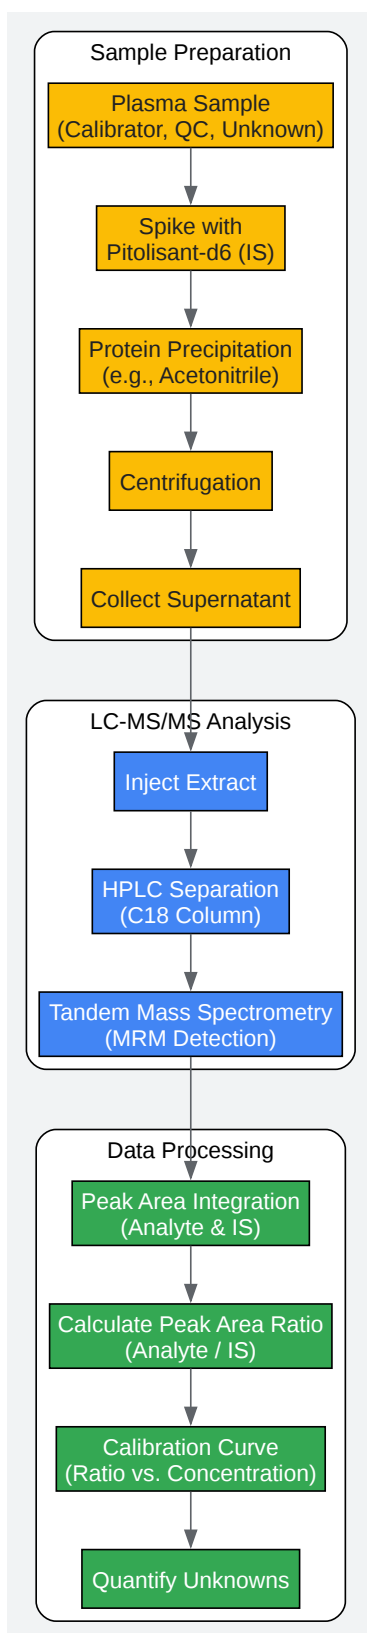 Sample Preparation
Plasma Sample
(Calibrator, QC, Unknown)
Spike with
Pitolisant-d6 (IS)
Protein Precipitation
(e.g., Acetonitrile)
Centrifugation
Collect Supernatant
LC-MS/MS Analysis
Inject Extract
HPLC Separation
(C18 Column)
Tandem Mass Spectrometry
(MRM Detection)
Data Processing
Peak Area Integration
(Analyte & IS)
Calculate Peak Area Ratio
(Analyte / IS)
Calibration Curve
(Ratio vs. Concentration)
Quantify Unknowns